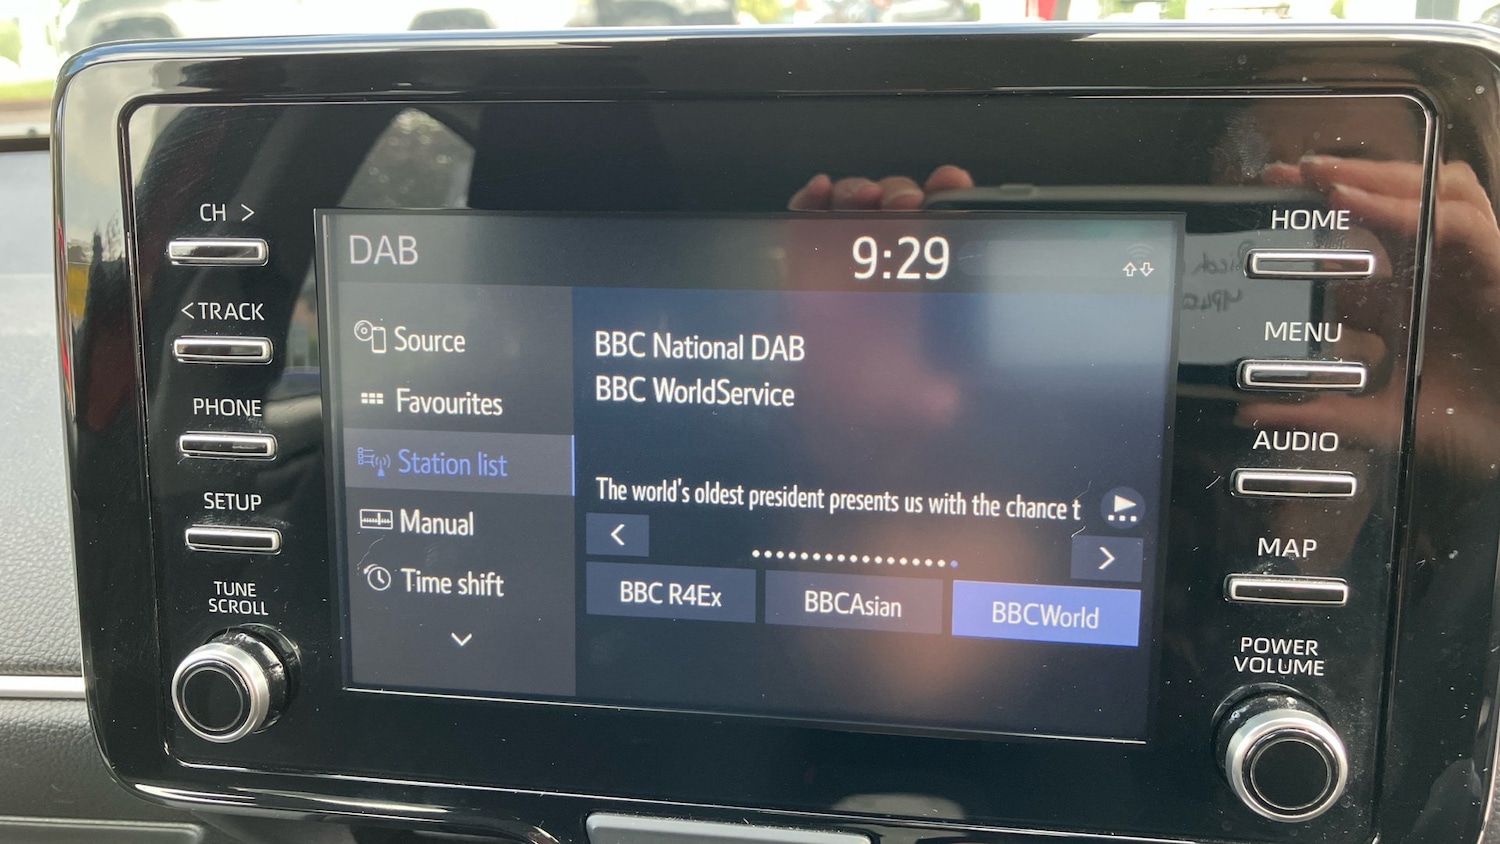 CH >
< TRACK
PHONE
SETUP
TUNE
SCROLL
DAB
9:29
Source
Favourites
Station list
Manual
Time shift
BBC National DAB
BBC WorldService
The world's oldest president presents us with the chance t
<
>
BBC R4Ex
BBCAsian
BBCWorld
HOME
MENU
AUDIO
MAP
POWER
VOLUME